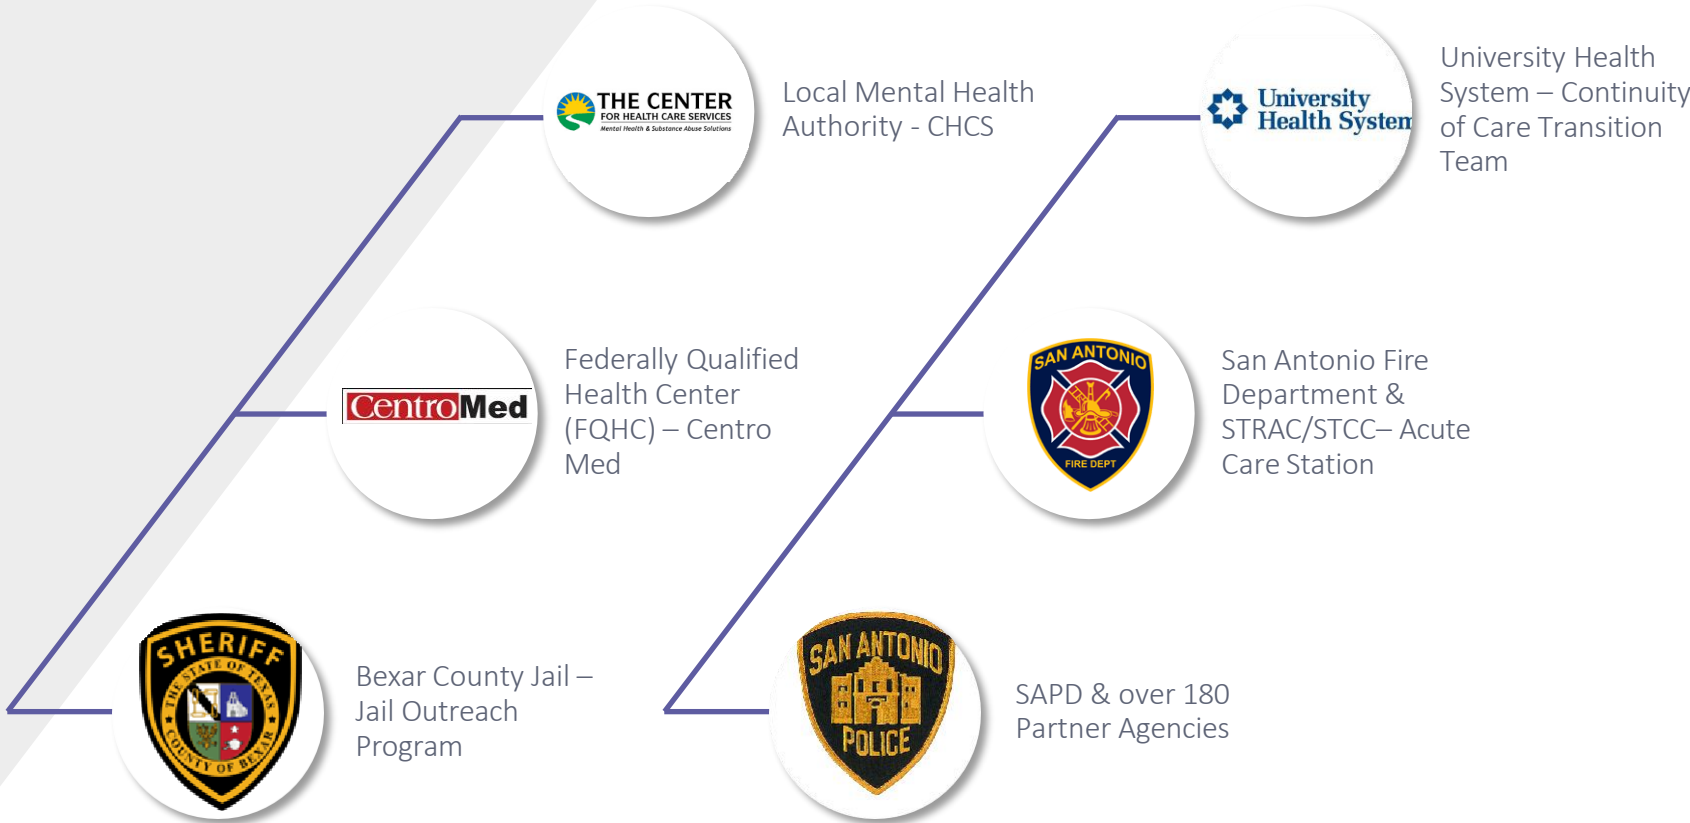 THE CENTER
FOR HEALTH CARE SERVICES
Mental Health & Substance Abuse Solutions
Local Mental Health
Authority - CHCS
University
Health System
University Health
System – Continuity
of Care Transition
Team
CentroMed
Federally Qualified
Health Center
(FQHC) – Centro
Med
SAN ANTONIO
FIRE DEPT
San Antonio Fire
Department &
STRAC/STCC– Acute
Care Station
SHERIFF
THE STATE OF TEXAS
COUNTY OF BEXAR
Bexar County Jail –
Jail Outreach
Program
SAN ANTONIO
POLICE
SAPD & over 180
Partner Agencies